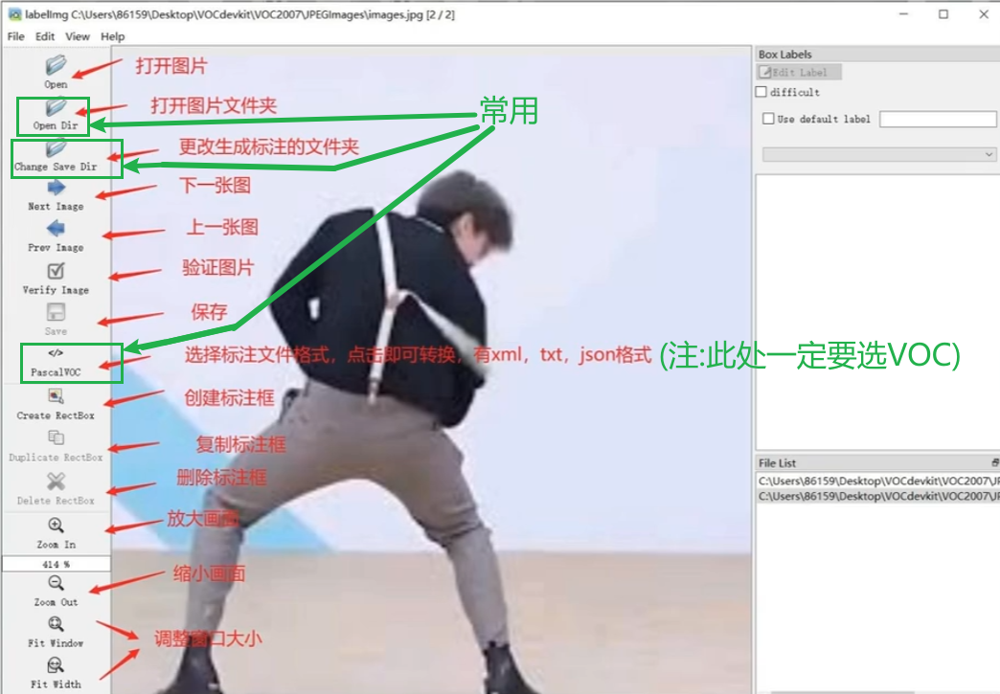 labelImg C:\Users\86159\Desktop\VOCdevkit\VOC2007\JPEGImages\images.jpg [2 / 2]
File Edit View Help
Open
打开图片
Open Dir
打开图片文件夹
常用
Change Save Dir
更改生成标注的文件夹
Next Image
下一张图
Prev Image
上一张图
Verify Image
验证图片
Save
保存
</>
PascalVOC
选择标注文件格式，点击即可转换，有xml，txt，json格式 (注:此处一定要选VOC)
Create RectBox
创建标注框
Duplicate RectBox
复制标注框
Delete RectBox
删除标注框
Zoom In
放大画面
414 %
Zoom Out
缩小画面
Fit Window
调整窗口大小
Fit Width
Box Labels
Edit Label
difficult
Use default label
File List
C:\Users\86159\Desktop\VOCdevkit\VOC2007\JP
C:\Users\86159\Desktop\VOCdevkit\VOC2007\JP